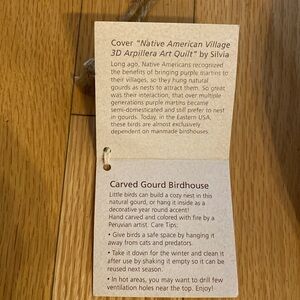 Cover "Native American Village
3D Arpillera Art Quilt" by Silvia
Long ago, Native Americans recognized
the benefits of bringing purple martins to
their villages, so they hung natural
gourds as nests to attract them. So great
was their interaction, that over multiple
generations purple martins became
semi-domesticated and still prefer to nest
in gourds. Today, in the Eastern USA,
these birds are almost exclusively
dependent on manmade birdhouses.
Carved Gourd Birdhouse
Little birds can build a cozy nest in this
natural gourd, or hang it inside as a
decorative year round accent!
Hand carved and colored with fire by a
Peruvian artist. Care Tips:
• Give birds a safe space by hanging it
away from cats and predators.
• Take it down for the winter and clean it
after use by shaking it empty so it can be
reused next season.
• In hot areas, you may want to drill few
ventilation holes near the top. Enjoy!